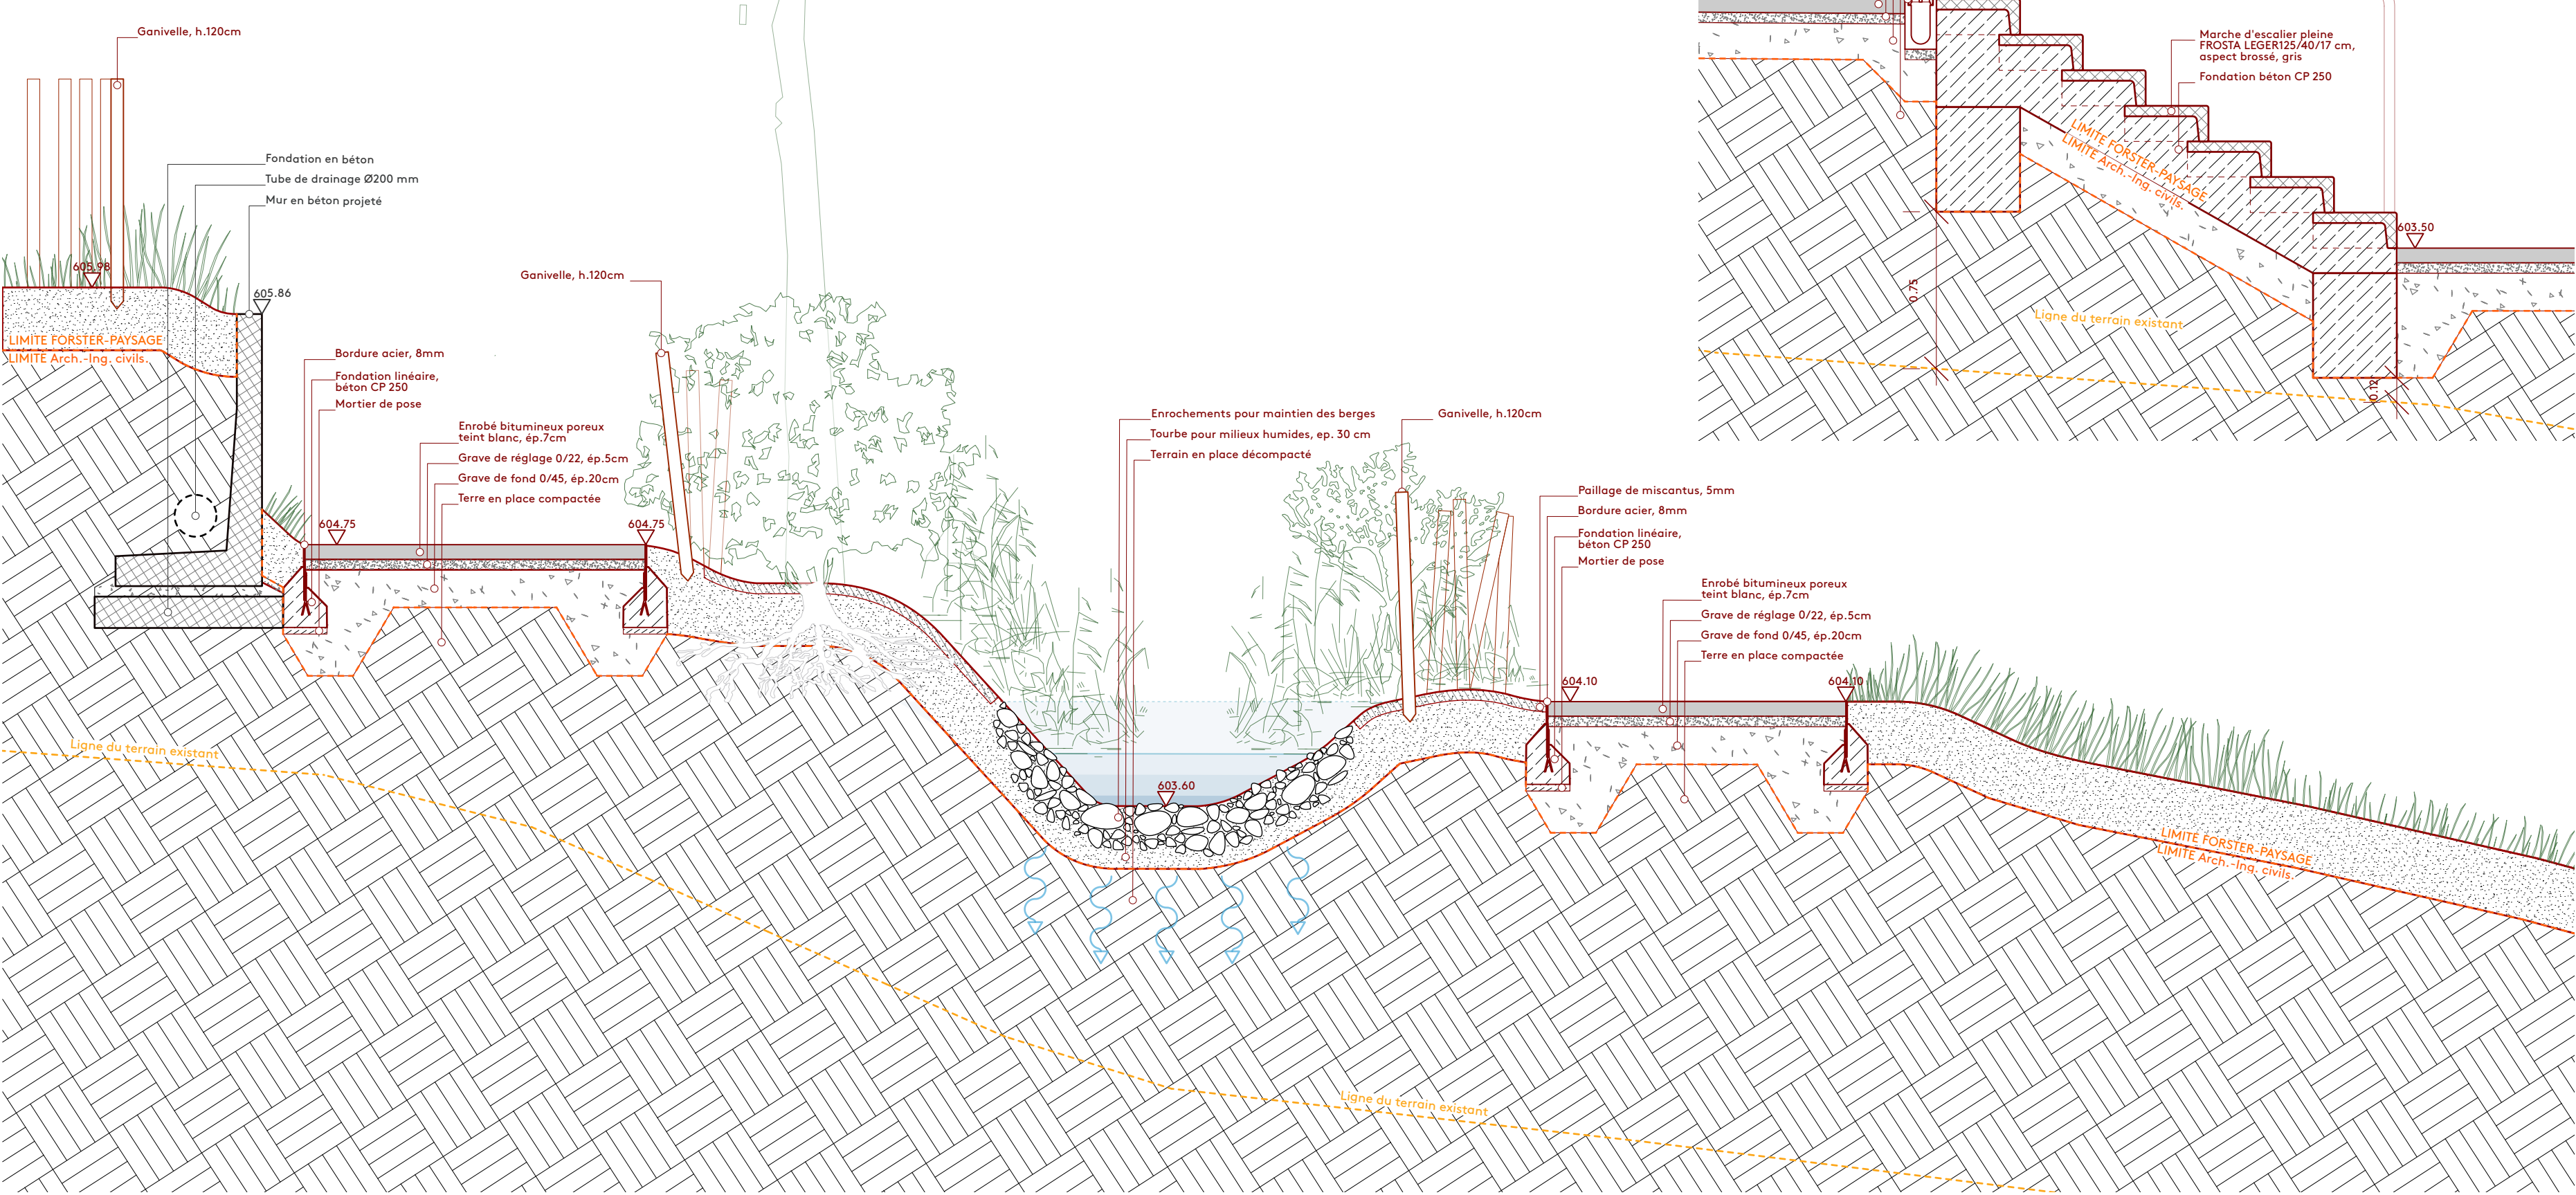 Ganivelle, h.120cm
Fondation en béton
Tube de drainage Ø200 mm
Mur en béton projeté
605.98
605.86
LIMITE FORSTER-PAYSAGE
LIMITE Arch.-Ing. civils.
Bordure acier, 8mm
Fondation linéaire,
béton CP 250
Mortier de pose
Enrobé bitumineux poreux
teint blanc, ép.7cm
Grave de réglage 0/22, ép.5cm
Grave de fond 0/45, ép.20cm
Terre en place compactée
604.75
604.75
Ganivelle, h.120cm
Enrochements pour maintien des berges
Tourbe pour milieux humides, ep. 30 cm
Terrain en place décompacté
603.60
Ganivelle, h.120cm
Paillage de miscantus, 5mm
Bordure acier, 8mm
Fondation linéaire,
béton CP 250
Mortier de pose
Enrobé bitumineux poreux
teint blanc, ép.7cm
Grave de réglage 0/22, ép.5cm
Grave de fond 0/45, ép.20cm
Terre en place compactée
604.10
604.10
LIMITE FORSTER-PAYSAGE
LIMITE Arch.-Ing. civils.
Ligne du terrain existant
Ligne du terrain existant
Marche d'escalier pleine
FROSTA LEGER125/40/17 cm,
aspect brossé, gris
Fondation béton CP 250
LIMITE FORSTER-PAYSAGE
LIMITE Arch.-Ing. civils.
603.50
0.75
Ligne du terrain existant
0.12